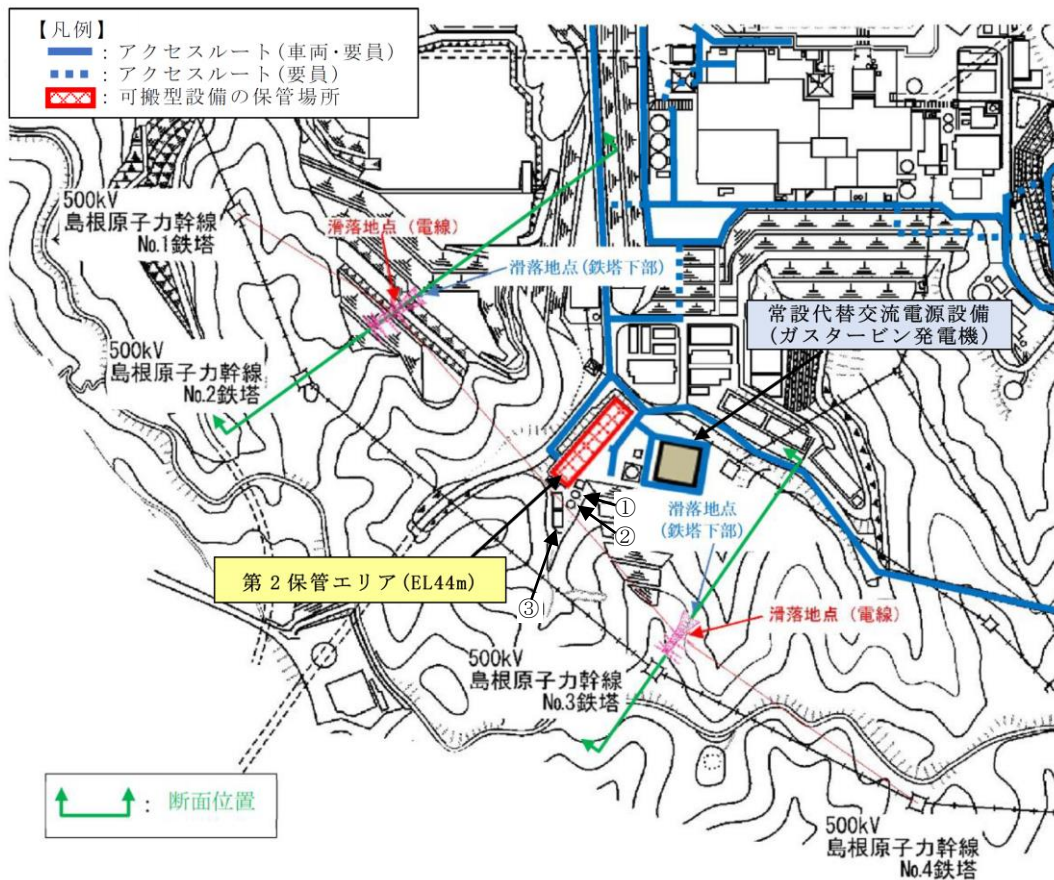 【凡例】
：アクセスルート(車両･要員)
：アクセスルート(要員)
：可搬型設備の保管場所
500kV
島根原子力幹線
No.1鉄塔
滑落地点（電線）
滑落地点(鉄塔下部)
常設代替交流電源設備
(ガスタービン発電機)
500kV
島根原子力幹線
No.2鉄塔
①
②
③
滑落地点
(鉄塔下部)
第２保管エリア(EL44m)
滑落地点（電線）
500kV
島根原子力幹線
No.3鉄塔
：断面位置
500kV
島根原子力幹線
No.4鉄塔